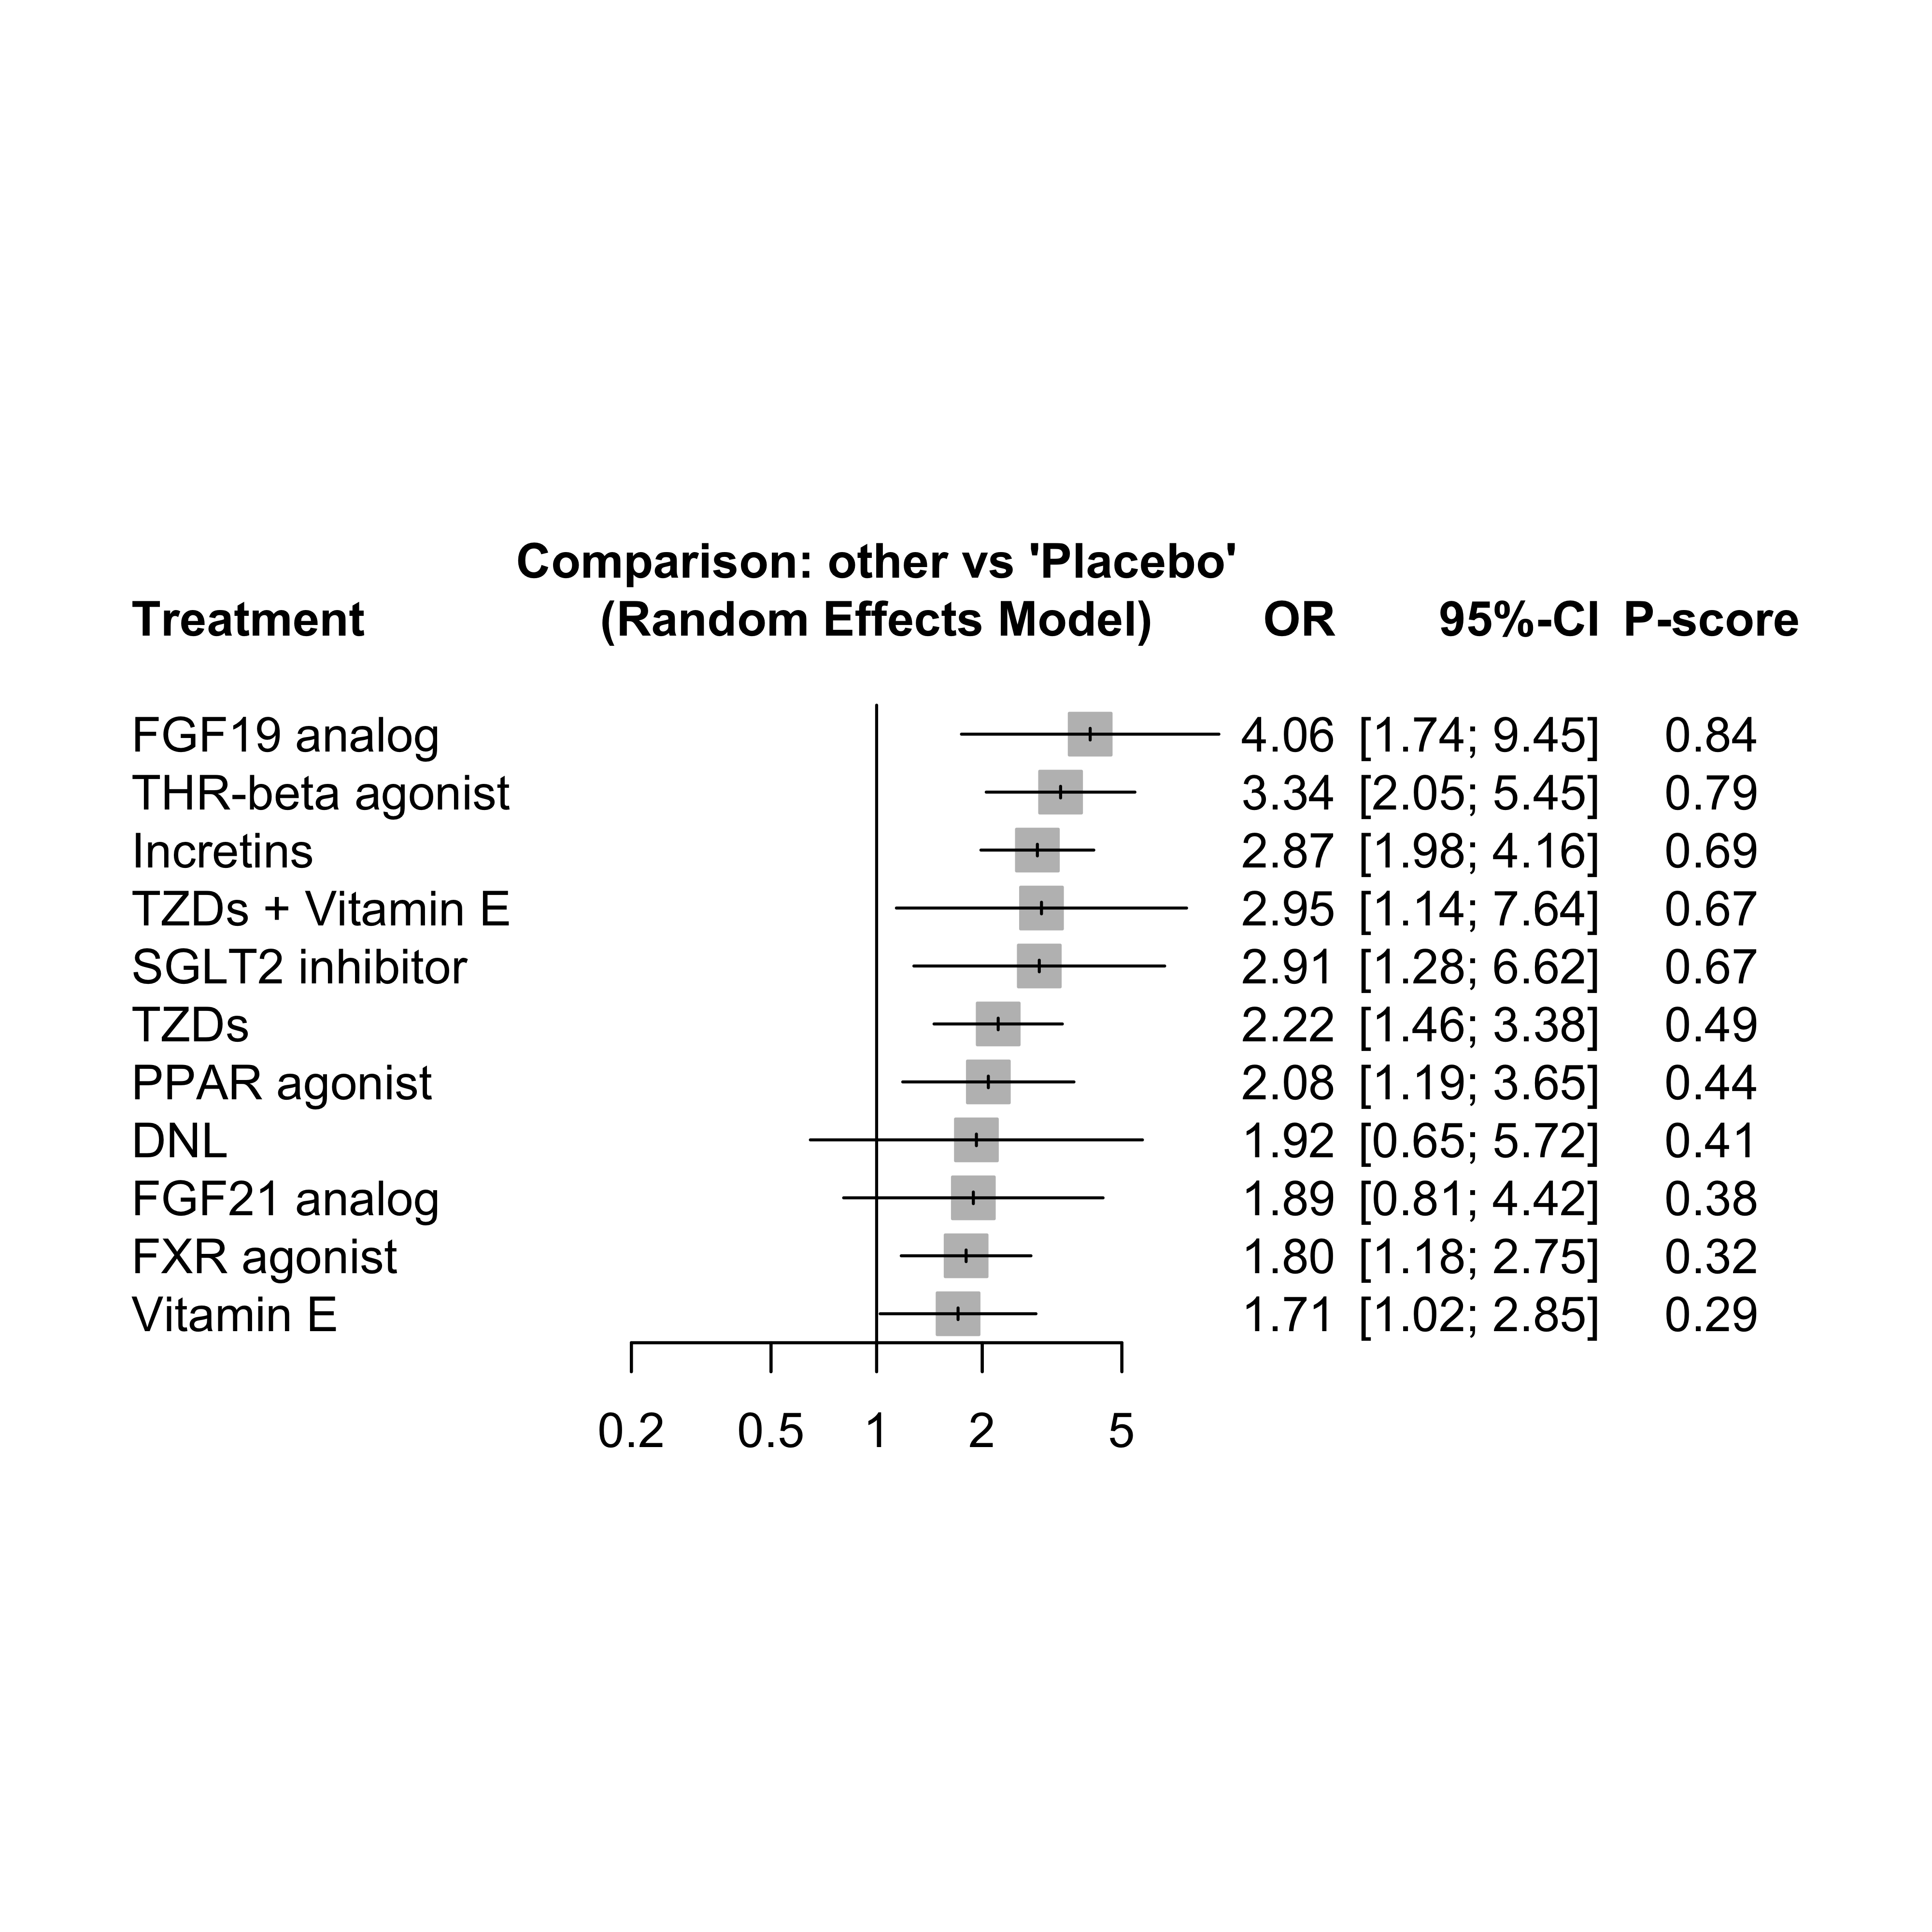 Comparison: other vs 'Placebo'
Treatment (Random Effects Model) OR 95%-CI P-score
FGF19 analog 4.06 [1.74; 9.45] 0.84
THR-beta agonist 3.34 [2.05; 5.45] 0.79
Incretins 2.87 [1.98; 4.16] 0.69
TZDs + Vitamin E 2.95 [1.14; 7.64] 0.67
SGLT2 inhibitor 2.91 [1.28; 6.62] 0.67
TZDs 2.22 [1.46; 3.38] 0.49
PPAR agonist 2.08 [1.19; 3.65] 0.44
DNL 1.92 [0.65; 5.72] 0.41
FGF21 analog 1.89 [0.81; 4.42] 0.38
FXR agonist 1.80 [1.18; 2.75] 0.32
Vitamin E 1.71 [1.02; 2.85] 0.29
0.2 0.5 1 2 5